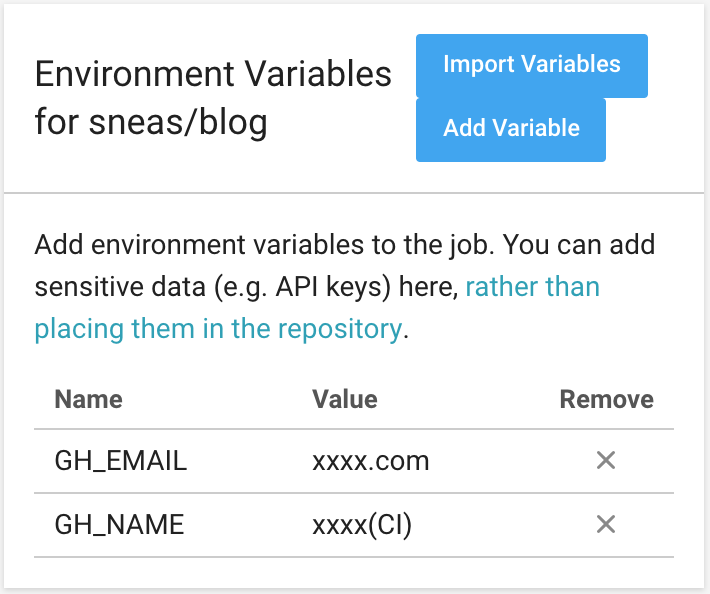 Environment Variables
for sneas/blog
Import Variables
Add Variable
Add environment variables to the job. You can add
sensitive data (e.g. API keys) here, rather than
placing them in the repository.
Name Value Remove
GH_EMAIL xxxx.com ×
GH_NAME xxxx(CI) ×